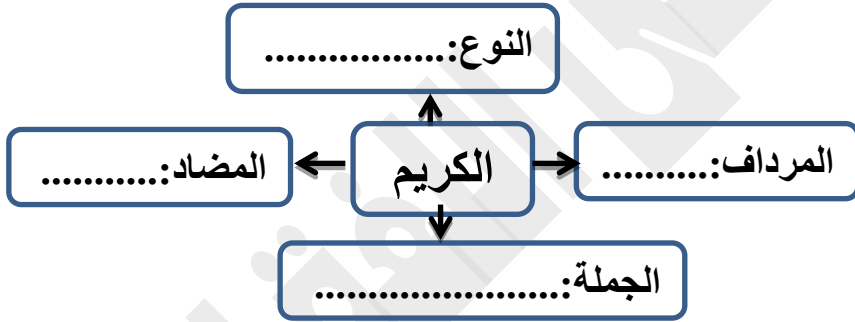 النوع:.................
المرداف:..........
الكريم
المضاد:...........
الجملة:.......................